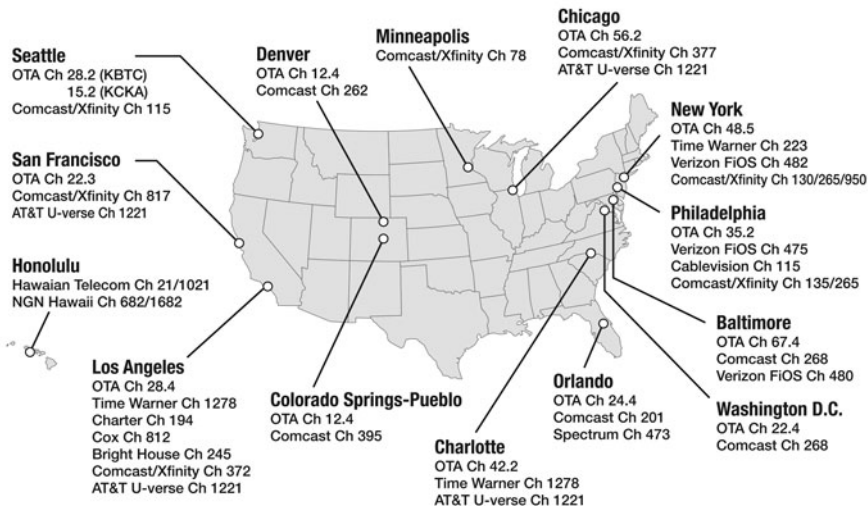 Seattle
OTA Ch 28.2 (KBTC)
15.2 (KCKA)
Comcast/Xfinity Ch 115
Denver
OTA Ch 12.4
Comcast Ch 262
Minneapolis
Comcast/Xfinity Ch 78
Chicago
OTA Ch 56.2
Comcast/Xfinity Ch 377
AT&T U-verse Ch 1221
New York
OTA Ch 48.5
Time Warner Ch 223
Verizon FiOS Ch 482
Comcast/Xfinity Ch 130/265/950
San Francisco
OTA Ch 22.3
Comcast/Xfinity Ch 817
AT&T U-verse Ch 1221
Philadelphia
OTA Ch 35.2
Verizon FiOS Ch 475
Cablevision Ch 115
Comcast/Xfinity Ch 135/265
Honolulu
Hawaiian Telecom Ch 21/1021
NGN Hawaii Ch 682/1682
Baltimore
OTA Ch 67.4
Comcast Ch 268
Verizon FiOS Ch 480
Los Angeles
OTA Ch 28.4
Time Warner Ch 1278
Charter Ch 194
Cox Ch 812
Bright House Ch 245
Comcast/Xfinity Ch 372
AT&T U-verse Ch 1221
Colorado Springs-Pueblo
OTA Ch 12.4
Comcast Ch 395
Charlotte
OTA Ch 42.2
Time Warner Ch 1278
AT&T U-verse Ch 1221
Orlando
OTA Ch 24.4
Comcast Ch 201
Spectrum Ch 473
Washington D.C.
OTA Ch 22.4
Comcast Ch 268